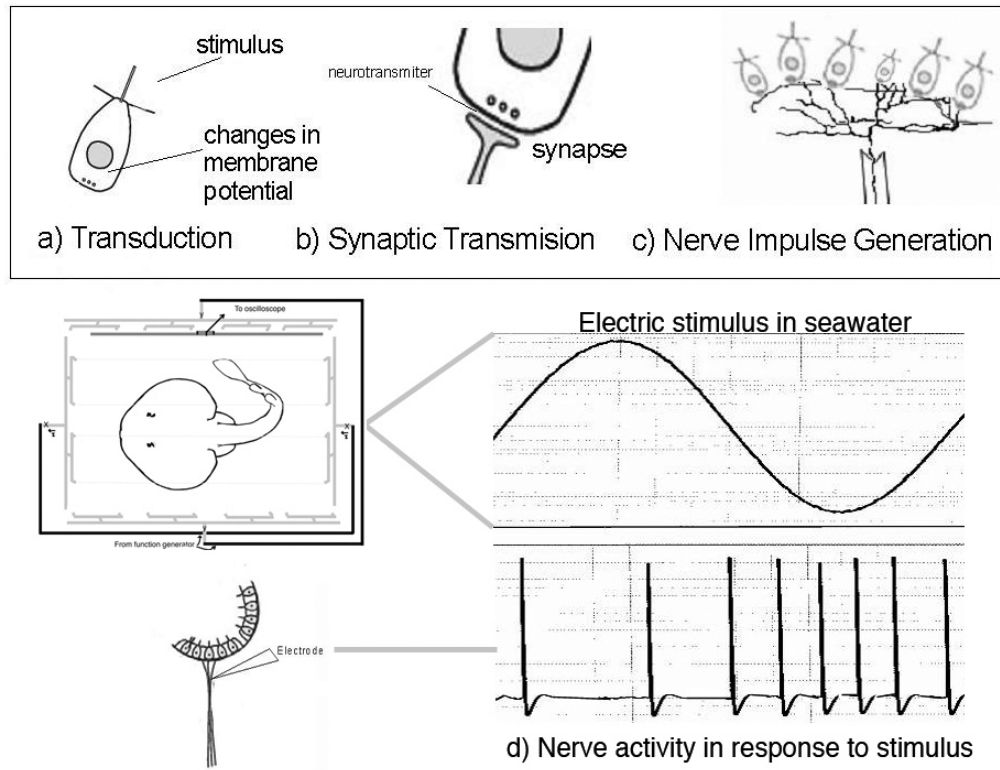 stimulus
changes in
membrane
potential
neurotransmiter
synapse
a) Transduction
b) Synaptic Transmision
c) Nerve Impulse Generation
To oscilloscope
From function generator
Electric stimulus in seawater
Electrode
d) Nerve activity in response to stimulus